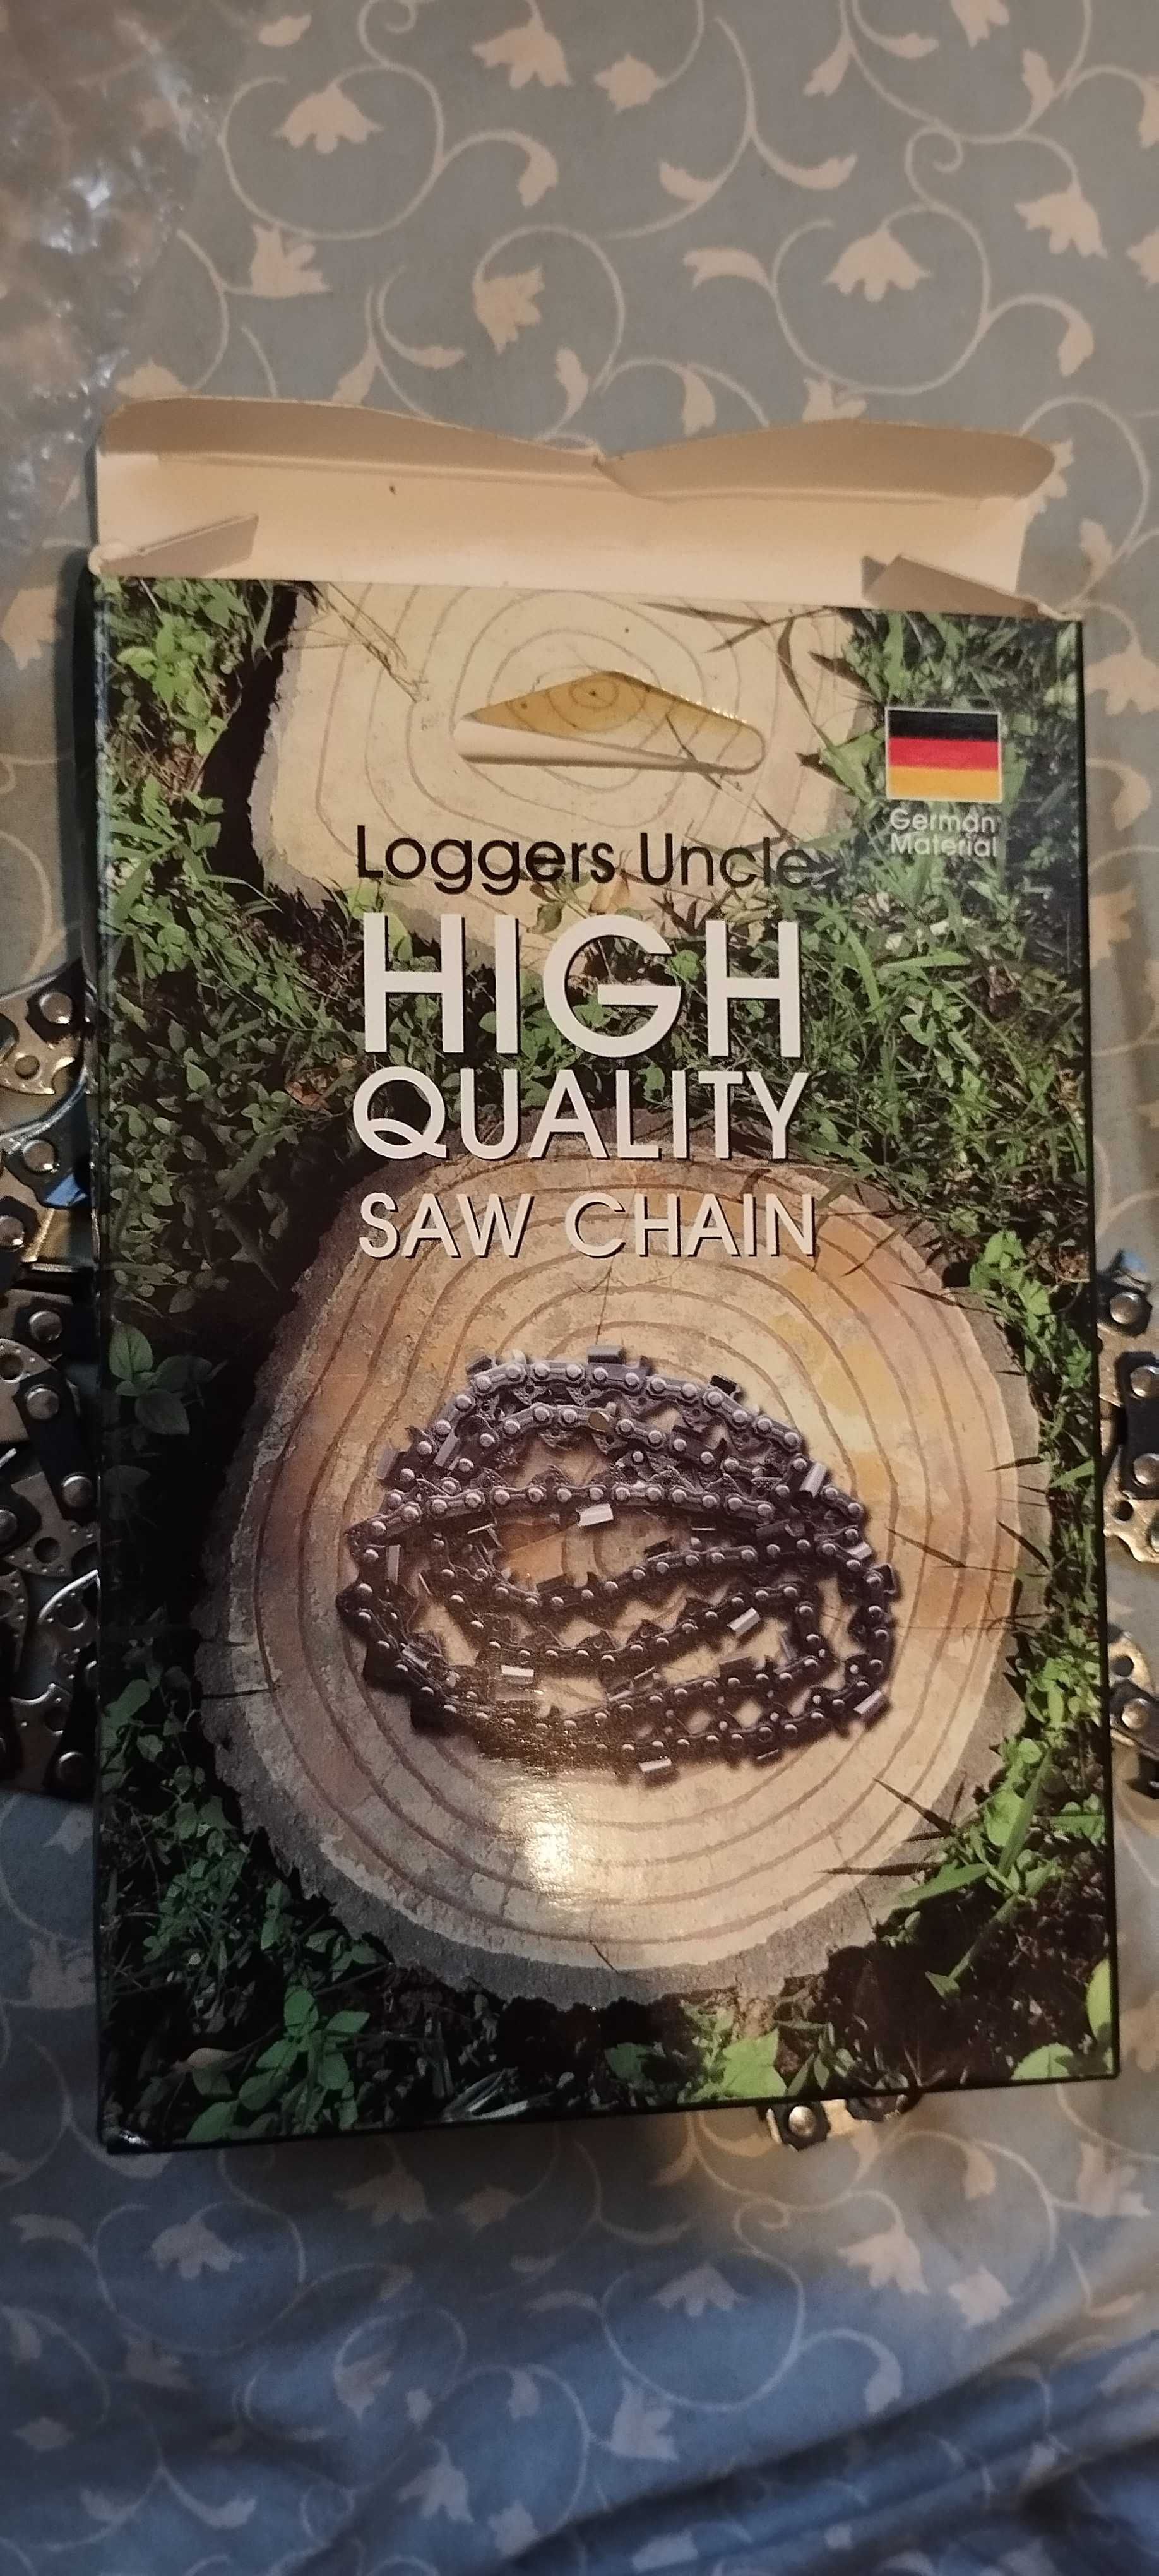 German
Material
Loggers Uncle
HIGH
QUALITY
SAW CHAIN